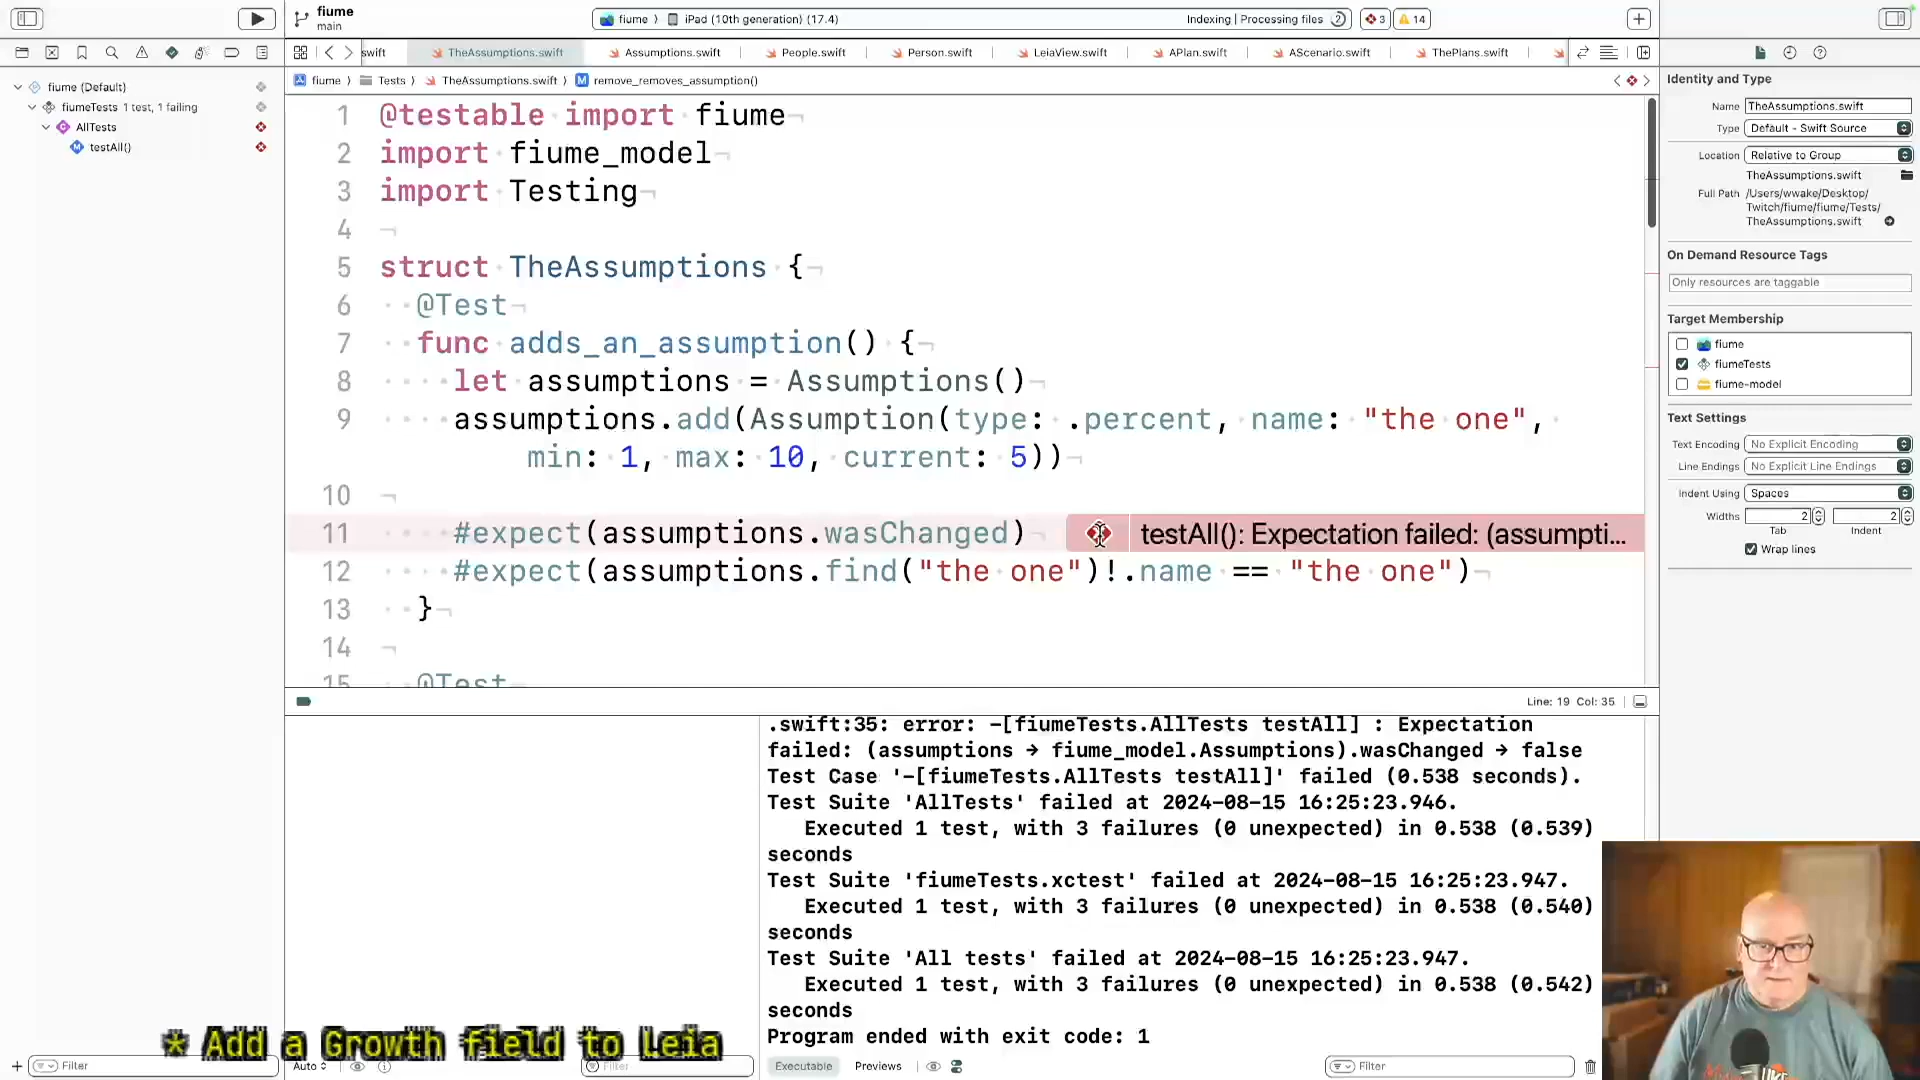 fiume
main
fiume 〉 iPad (10th generation) (17.4)
Indexing | Processing files 2
3
14
swift
TheAssumptions.swift
Assumptions.swift
People.swift
Person.swift
LeiaView.swift
APlan.swift
AScenario.swift
ThePlans.swift
fiume 〉 Tests 〉 TheAssumptions.swift 〉 M remove_removes_assumption()
fiume (Default)
fiumeTests 1 test, 1 failing
AllTests
testAll()
1 @testable import fiume
2 import fiume_model
3 import Testing
4
5 struct TheAssumptions {
6 @Test
7 func adds_an_assumption() {
8 let assumptions = Assumptions()
9 assumptions.add(Assumption(type: .percent, name: "the one",
min: 1, max: 10, current: 5))
10
11 #expect(assumptions.wasChanged)
testAll(): Expectation failed: (assumpti...
12 #expect(assumptions.find("the one")!.name == "the one")
13 }
14
15 @Test
Line: 19 Col: 35
.swift:35: error: -[fiumeTests.AllTests testAll] : Expectation
failed: (assumptions → fiume_model.Assumptions).wasChanged → false
Test Case '-[fiumeTests.AllTests testAll]' failed (0.538 seconds).
Test Suite 'AllTests' failed at 2024-08-15 16:25:23.946.
Executed 1 test, with 3 failures (0 unexpected) in 0.538 (0.539)
seconds
Test Suite 'fiumeTests.xctest' failed at 2024-08-15 16:25:23.947.
Executed 1 test, with 3 failures (0 unexpected) in 0.538 (0.540)
seconds
Test Suite 'All tests' failed at 2024-08-15 16:25:23.947.
Executed 1 test, with 3 failures (0 unexpected) in 0.538 (0.542)
seconds
Program ended with exit code: 1
* Add a Growth field to Leia
Filter
Auto
Filter
Executable
Previews
Filter
Identity and Type
Name TheAssumptions.swift
Type Default - Swift Source
Location Relative to Group
TheAssumptions.swift
Full Path /Users/wwake/Desktop/
Twitch/fiume/fiume/Tests/
TheAssumptions.swift
On Demand Resource Tags
Only resources are taggable
Target Membership
fiume
fiumeTests
fiume-model
Text Settings
Text Encoding No Explicit Encoding
Line Endings No Explicit Line Endings
Indent Using Spaces
Widths 2 2
Tab Indent
Wrap lines